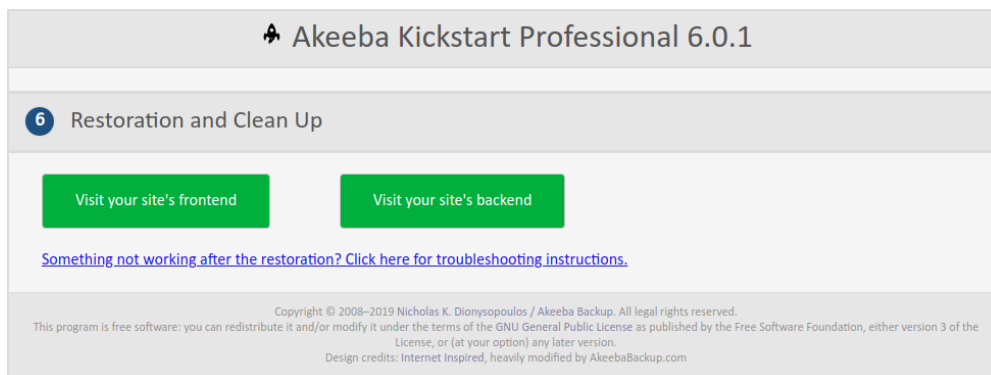 Akeeba Kickstart Professional 6.0.1
6 Restoration and Clean Up
Visit your site's frontend Visit your site's backend
Something not working after the restoration? Click here for troubleshooting instructions.
Copyright © 2008–2019 Nicholas K. Dionysopoulos / Akeeba Backup. All legal rights reserved.
This program is free software: you can redistribute it and/or modify it under the terms of the GNU General Public License as published by the Free Software Foundation, either version 3 of the
License, or (at your option) any later version.
Design credits: Internet Inspired, heavily modified by AkeebaBackup.com